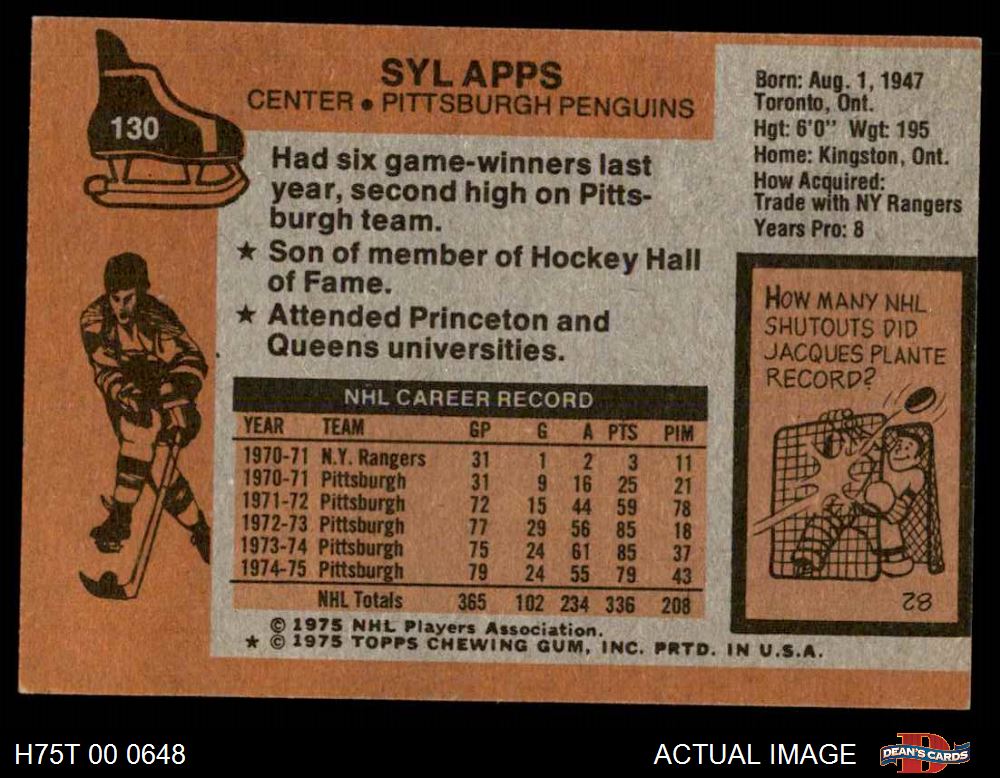 130
SYL APPS
CENTER • PITTSBURGH PENGUINS
Had six game-winners last
year, second high on Pitts-
burgh team.
★ Son of member of Hockey Hall
of Fame.
★ Attended Princeton and
Queens universities.
Born: Aug. 1, 1947
Toronto, Ont.
Hgt: 6'0" Wgt: 195
Home: Kingston, Ont.
How Acquired:
Trade with NY Rangers
Years Pro: 8
HOW MANY NHL
SHUTOUTS DID
JACQUES PLANTE
RECORD?
82
NHL CAREER RECORD
YEAR TEAM GP G A PTS PIM
1970-71 N.Y. Rangers 31 1 2 3 11
1970-71 Pittsburgh 31 9 16 25 21
1971-72 Pittsburgh 72 15 44 59 78
1972-73 Pittsburgh 77 29 56 85 18
1973-74 Pittsburgh 75 24 61 85 37
1974-75 Pittsburgh 79 24 55 79 43
NHL Totals 365 102 234 336 208
© 1975 NHL Players Association.
★ © 1975 TOPPS CHEWING GUM, INC. PRTD. IN U.S.A.
H75T 00 0648
ACTUAL IMAGE
D
DEAN'S CARDS